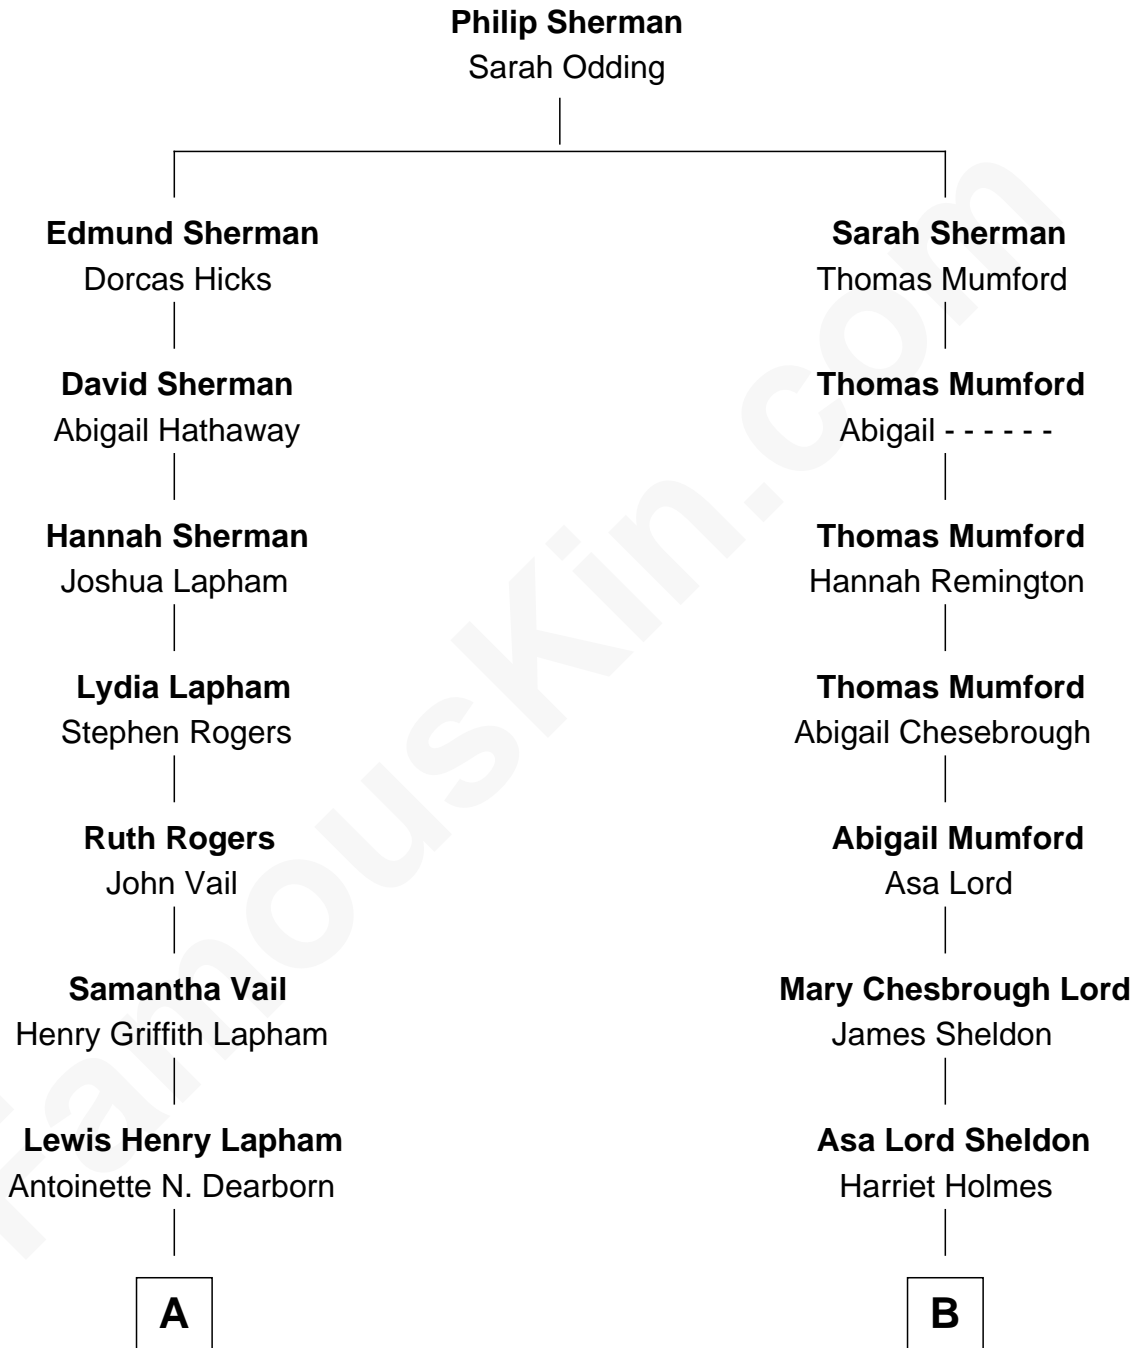 Philip Sherman
Sarah Odding
Edmund Sherman
Dorcas Hicks
Sarah Sherman
Thomas Mumford
David Sherman
Abigail Hathaway
Thomas Mumford
Abigail - - - - - -
Hannah Sherman
Joshua Lapham
Thomas Mumford
Hannah Remington
Lydia Lapham
Stephen Rogers
Thomas Mumford
Abigail Chesebrough
Ruth Rogers
John Vail
Abigail Mumford
Asa Lord
Samantha Vail
Henry Griffith Lapham
Mary Chesbrough Lord
James Sheldon
Lewis Henry Lapham
Antoinette N. Dearborn
Asa Lord Sheldon
Harriet Holmes
A
B
FamousKin.com